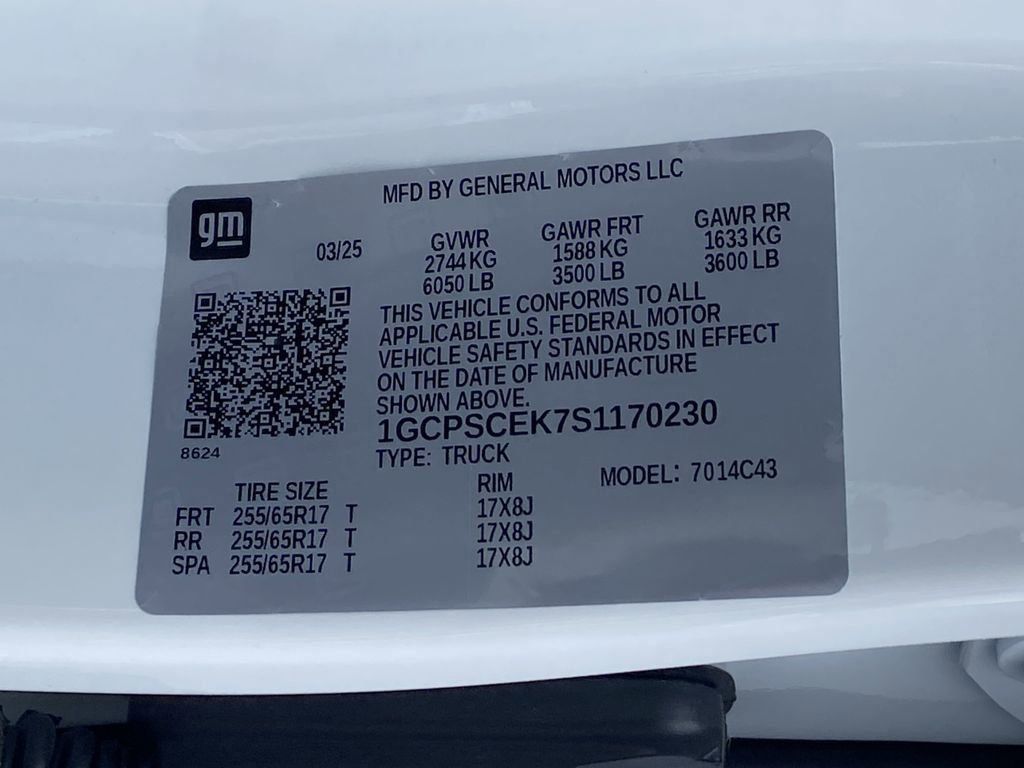 MFD BY GENERAL MOTORS LLC
gm
03/25
GVWR
2744 KG
6050 LB
GAWR FRT
1588 KG
3500 LB
GAWR RR
1633 KG
3600 LB
THIS VEHICLE CONFORMS TO ALL
APPLICABLE U.S. FEDERAL MOTOR
VEHICLE SAFETY STANDARDS IN EFFECT
ON THE DATE OF MANUFACTURE
SHOWN ABOVE.
1GCPSCEK7S1170230
8624
TYPE: TRUCK
MODEL: 7014C43
TIRE SIZE RIM
FRT 255/65R17 T 17X8J
RR 255/65R17 T 17X8J
SPA 255/65R17 T 17X8J